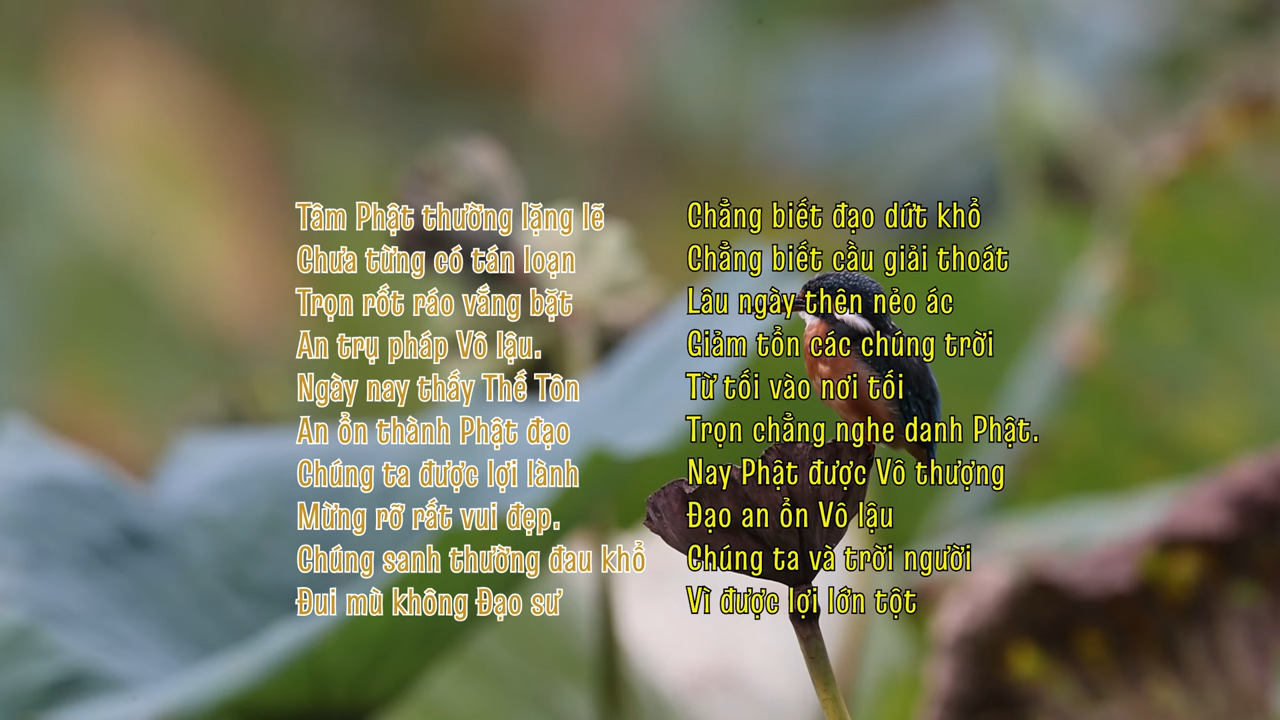 Tâm Phật thường lặng lẽ
Chưa từng có tán loạn
Trọn rốt ráo vắng bặt
An trụ pháp Vô lậu.
Ngày nay thấy Thế Tôn
An ổn thành Phật đạo
Chúng ta được lợi lành
Mừng rỡ rất vui đẹp.
Chúng sanh thường đau khổ
Đui mù không Đạo sư
Chẳng biết đạo dứt khổ
Chẳng biết cầu giải thoát
Lâu ngày thên nẻo ác
Giảm tổn các chúng trời
Từ tối vào nơi tối
Trọn chẳng nghe danh Phật.
Nay Phật được Vô thượng
Đạo an ổn Vô lậu
Chúng ta và trời người
Vì được lợi lớn tột